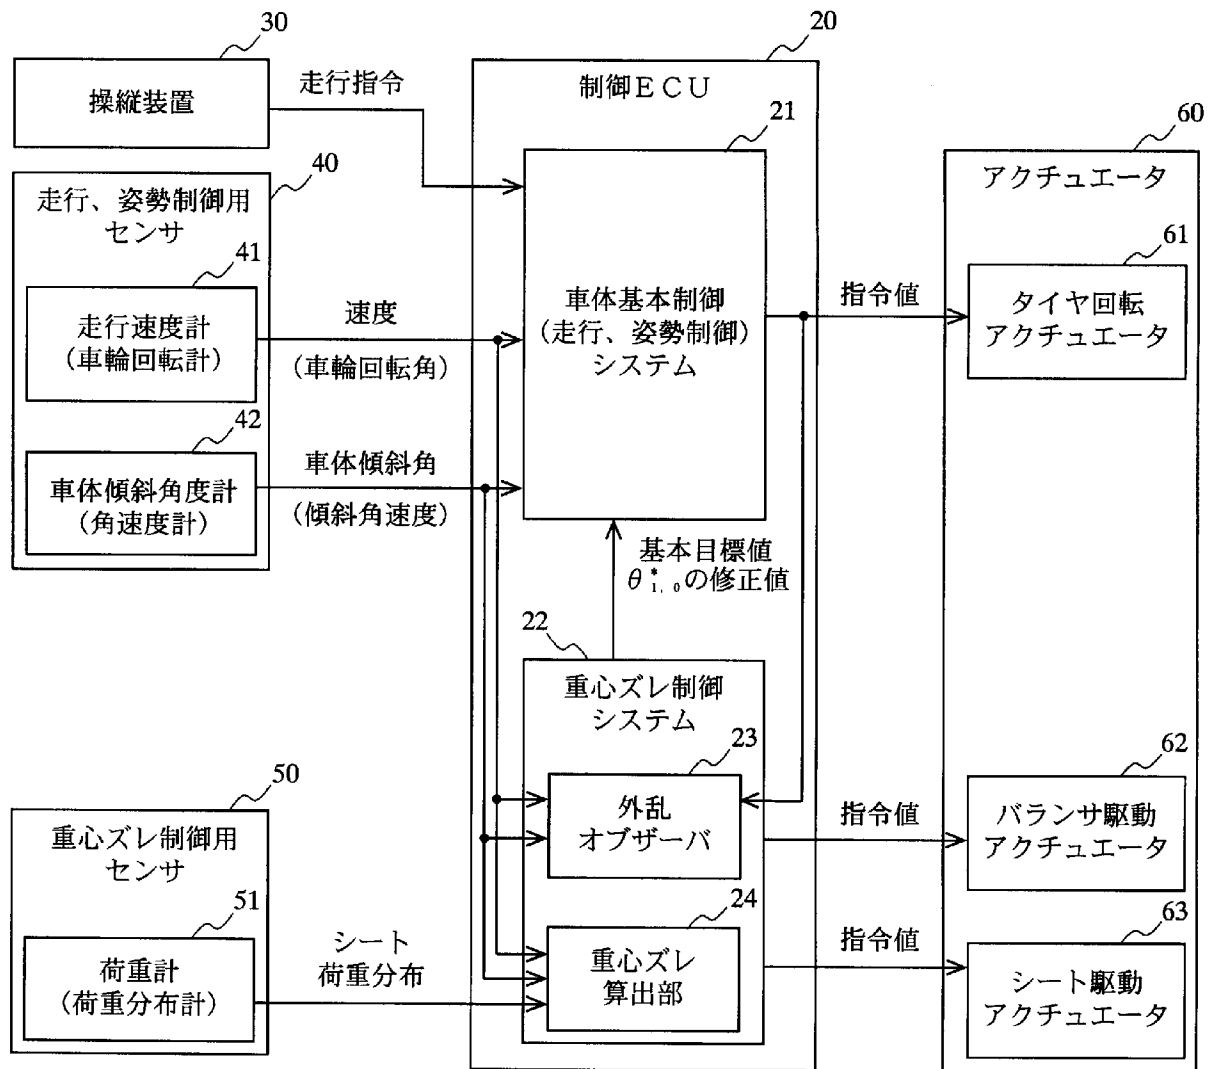 30
操縦装置
走行指令
40
走行、姿勢制御用
センサ
41
走行速度計
(車輪回転計)
速度
(車輪回転角)
42
車体傾斜角度計
(角速度計)
車体傾斜角
(傾斜角速度)
50
重心ズレ制御用
センサ
51
荷重計
(荷重分布計)
シート
荷重分布
20
制御ECU
21
車体基本制御
(走行、姿勢制御)
システム
基本目標値
θ*1,0の修正値
22
重心ズレ制御
システム
23
外乱
オブザーバ
24
重心ズレ
算出部
指令値
指令値
指令値
60
アクチュエータ
61
タイヤ回転
アクチュエータ
62
バランサ駆動
アクチュエータ
63
シート駆動
アクチュエータ